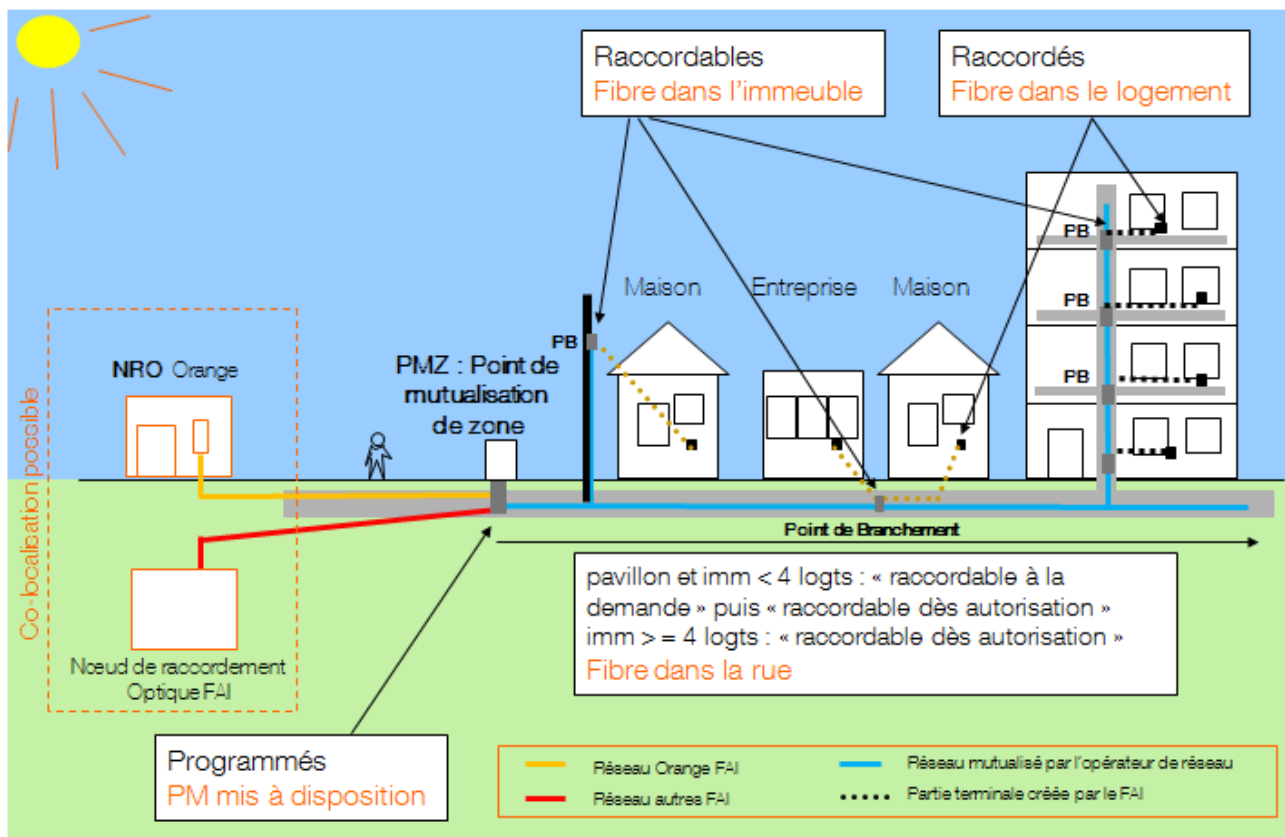 Raccordables
Fibre dans l'immeuble
Raccordés
Fibre dans le logement
PB
Maison
Entreprise
Maison
PB
PB
PB
NRO Orange
PMZ : Point de
mutualisation
de zone
Co-localisation possible
Point de Branchement
pavillon et imm < 4 logts : « raccordable à la
demande » puis « raccordable dès autorisation »
imm > = 4 logts : « raccordable dès autorisation »
Fibre dans la rue
Nœud de raccordement
Optique FAI
Programmés
PM mis à disposition
Réseau Orange FAI
Réseau mutualisé par l'opérateur de réseau
Réseau autres FAI
Partie terminale créée par le FAI